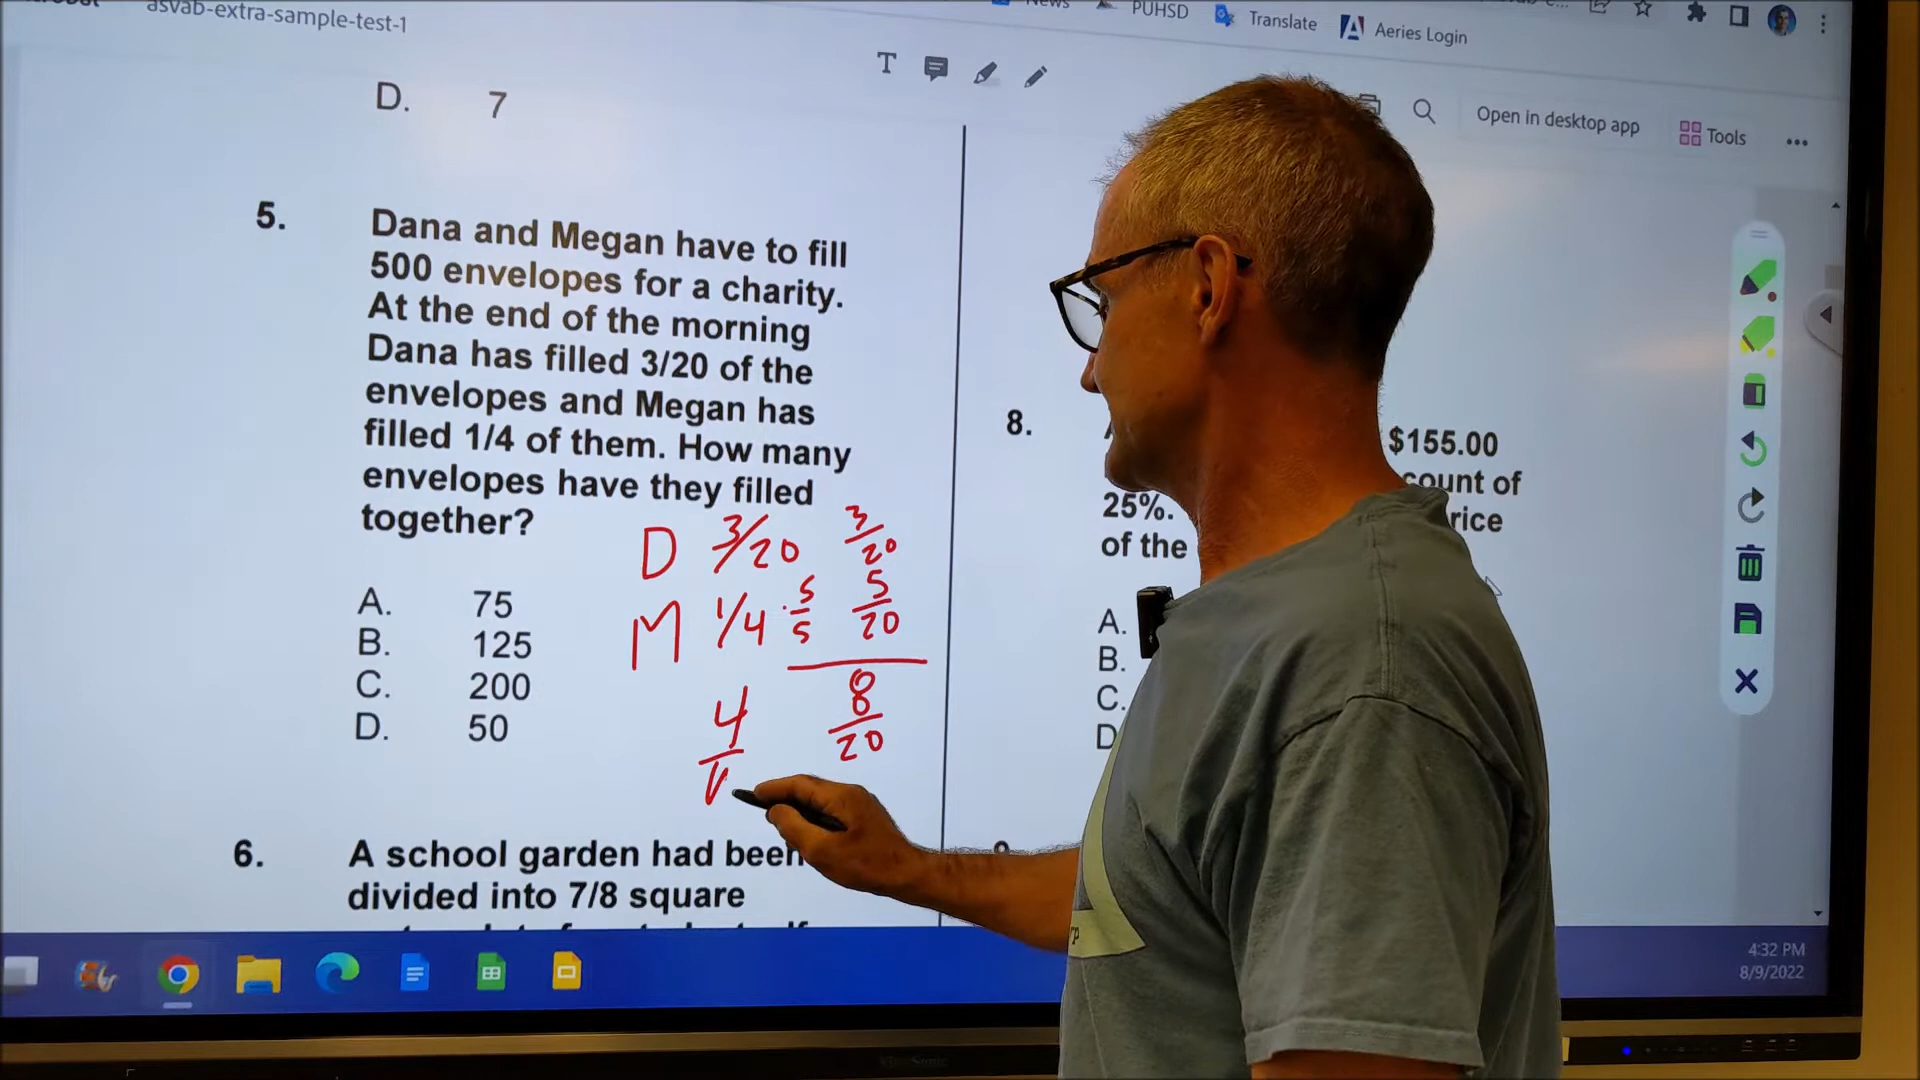 asvab-extra-sample-test-1
News
PUHSD
Translate
Aeries Login
T
Open in desktop app
Tools
D. 7
5. Dana and Megan have to fill
500 envelopes for a charity.
At the end of the morning
Dana has filled 3/20 of the
envelopes and Megan has
filled 1/4 of them. How many
envelopes have they filled
together?
A. 75
B. 125
C. 200
D. 50
D 3/20 3/20
M 1/4 · 5/5 5/20
4 8/20
6. A school garden had been
divided into 7/8 square
8. $155.00
count of
25%. rice
of the
A.
B.
C.
D
4:32 PM
8/9/2022
ViewSonic